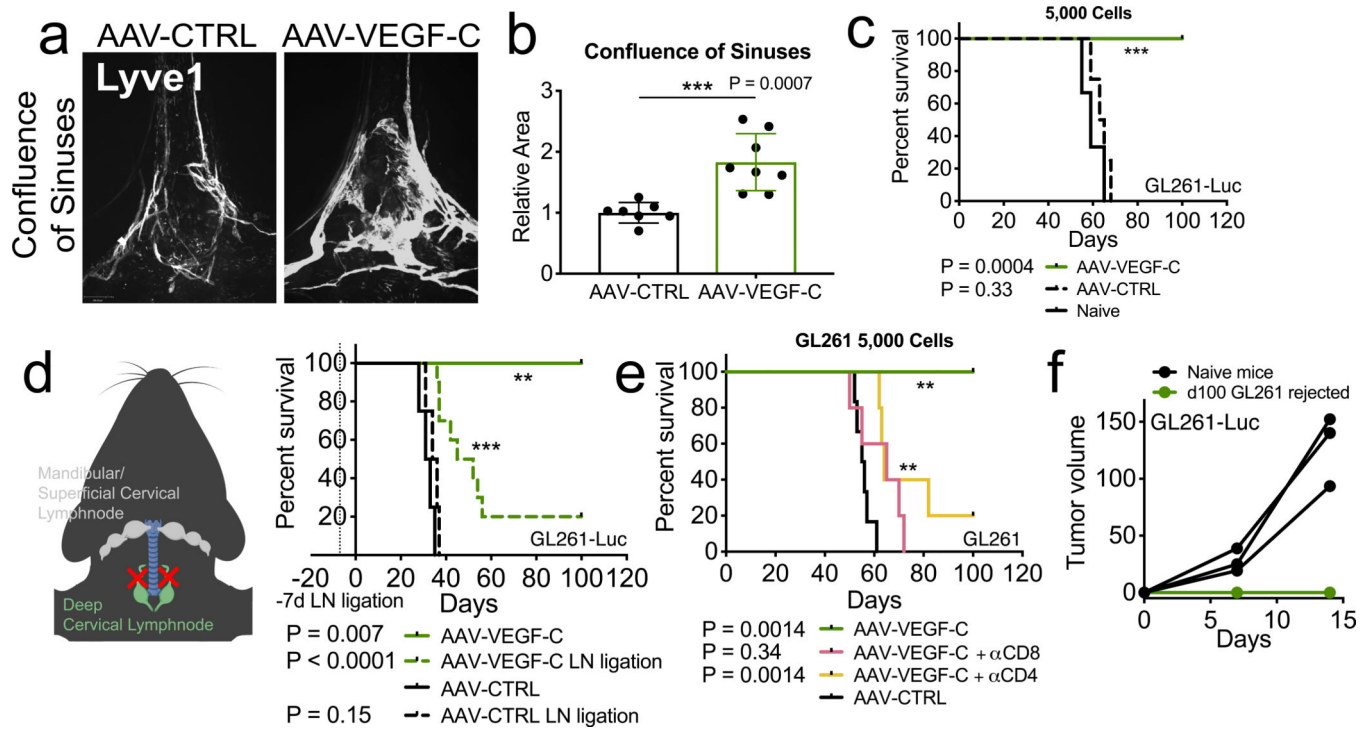 a
AAV-CTRL
AAV-VEGF-C
Lyve1
Confluence
of Sinuses
b
Confluence of Sinuses
*** P = 0.0007
Relative Area
3
2
1
0
AAV-CTRL AAV-VEGF-C
c
5,000 Cells
Percent survival
100
80
60
40
20
0
***
GL261-Luc
0 20 40 60 80 100 120
Days
P = 0.0004 AAV-VEGF-C
P = 0.33 AAV-CTRL
Naive
d
Mandibular/
Superficial Cervical
Lymphnode
Deep
Cervical Lymphnode
Percent survival
100
80
60
40
20
**
***
GL261-Luc
-20 0 20 40 60 80 100 120
-7d LN ligation
Days
P = 0.007 AAV-VEGF-C
P < 0.0001 AAV-VEGF-C LN ligation
AAV-CTRL
P = 0.15 AAV-CTRL LN ligation
e
GL261 5,000 Cells
Percent survival
100
80
60
40
20
0
**
**
GL261
0 20 40 60 80 100 120
Days
P = 0.0014 AAV-VEGF-C
P = 0.34 AAV-VEGF-C + αCD8
P = 0.0014 AAV-VEGF-C + αCD4
AAV-CTRL
f
Naive mice
d100 GL261 rejected
GL261-Luc
Tumor volume
150
100
50
0
0 5 10 15
Days